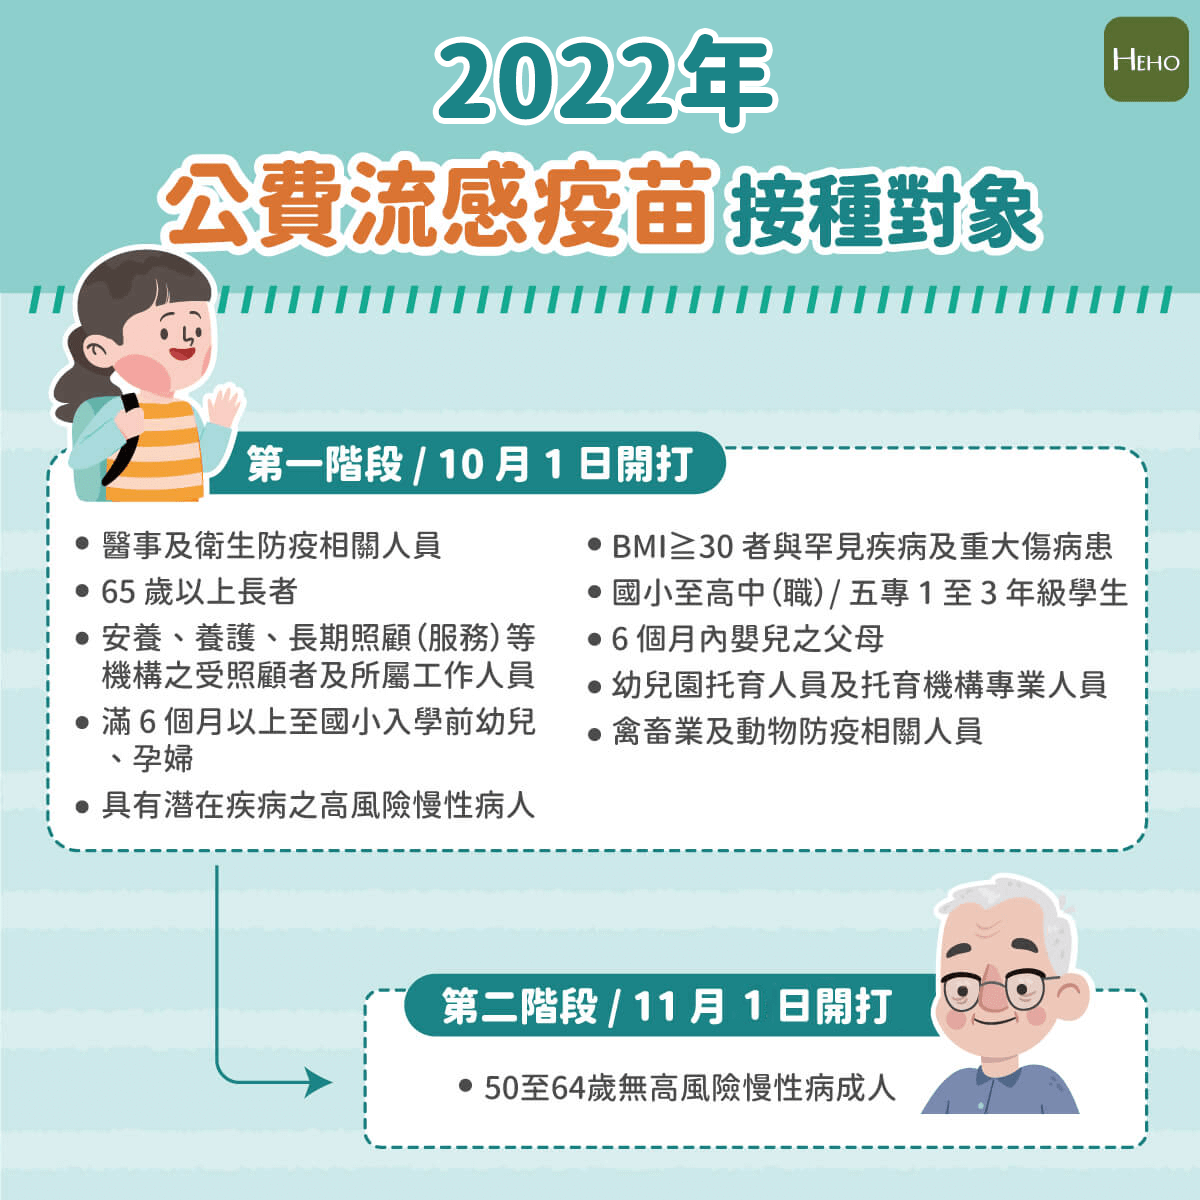 2022年
HEHO
公費流感疫苗接種對象
第一階段 / 10 月 1 日開打
• 醫事及衛生防疫相關人員
• 65 歲以上長者
• 安養、養護、長期照顧(服務)等
機構之受照顧者及所屬工作人員
• 滿 6 個月以上至國小入學前幼兒
、孕婦
• 具有潛在疾病之高風險慢性病人
• BMI≧30 者與罕見疾病及重大傷病患
• 國小至高中(職)/ 五專 1 至 3 年級學生
• 6 個月內嬰兒之父母
• 幼兒園托育人員及托育機構專業人員
• 禽畜業及動物防疫相關人員
第二階段 / 11 月 1 日開打
• 50至64歲無高風險慢性病成人